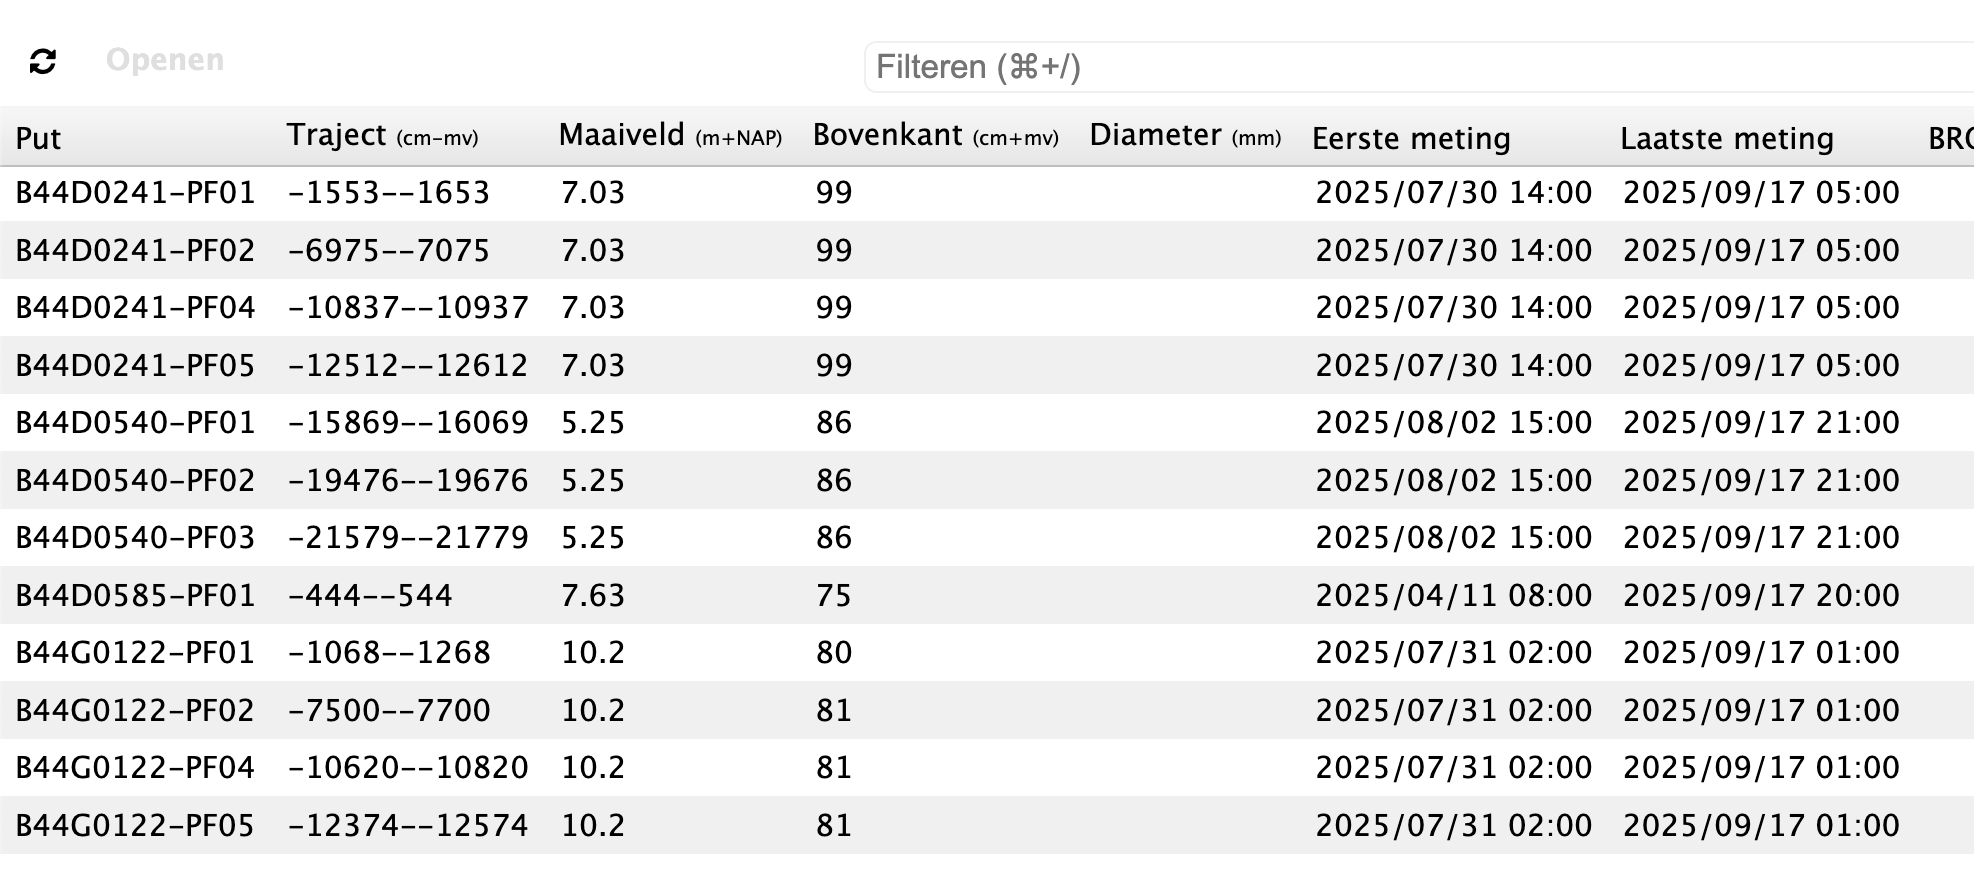 Openen Filteren (⌘+/)
Put Traject (cm-mv) Maaiveld (m+NAP) Bovenkant (cm+mv) Diameter (mm) Eerste meting Laatste meting
B44D0241-PF01 -1553--1653 7.03 99 2025/07/30 14:00 2025/09/17 05:00
B44D0241-PF02 -6975--7075 7.03 99 2025/07/30 14:00 2025/09/17 05:00
B44D0241-PF04 -10837--10937 7.03 99 2025/07/30 14:00 2025/09/17 05:00
B44D0241-PF05 -12512--12612 7.03 99 2025/07/30 14:00 2025/09/17 05:00
B44D0540-PF01 -15869--16069 5.25 86 2025/08/02 15:00 2025/09/17 21:00
B44D0540-PF02 -19476--19676 5.25 86 2025/08/02 15:00 2025/09/17 21:00
B44D0540-PF03 -21579--21779 5.25 86 2025/08/02 15:00 2025/09/17 21:00
B44D0585-PF01 -444--544 7.63 75 2025/04/11 08:00 2025/09/17 20:00
B44G0122-PF01 -1068--1268 10.2 80 2025/07/31 02:00 2025/09/17 01:00
B44G0122-PF02 -7500--7700 10.2 81 2025/07/31 02:00 2025/09/17 01:00
B44G0122-PF04 -10620--10820 10.2 81 2025/07/31 02:00 2025/09/17 01:00
B44G0122-PF05 -12374--12574 10.2 81 2025/07/31 02:00 2025/09/17 01:00